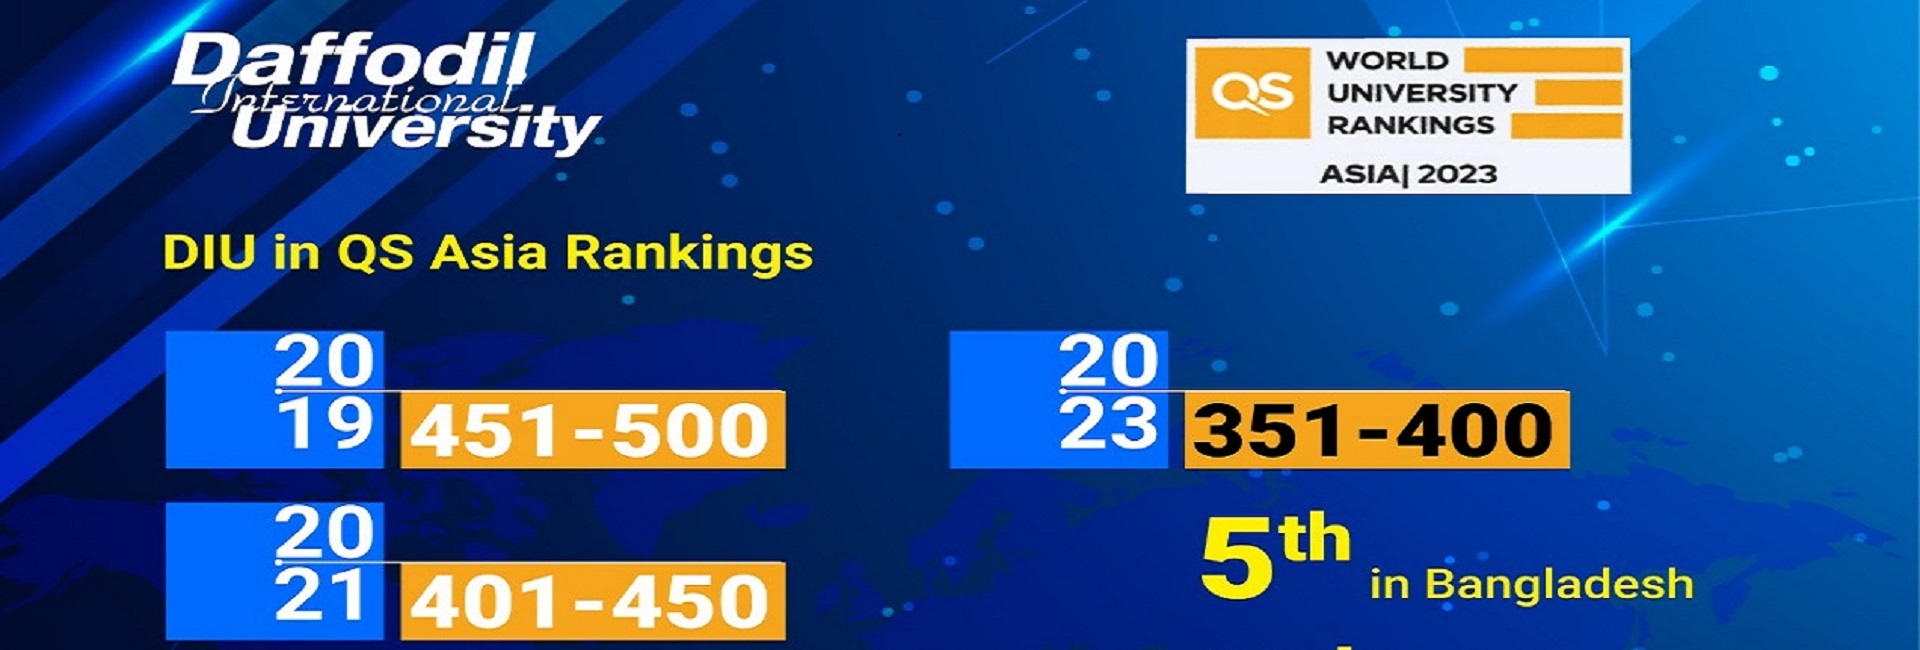 Daffodil
International
University
QS
WORLD
UNIVERSITY
RANKINGS
ASIA| 2023
DIU in QS Asia Rankings
20
19
451-500
20
21
401-450
20
23
351-400
5th
in Bangladesh